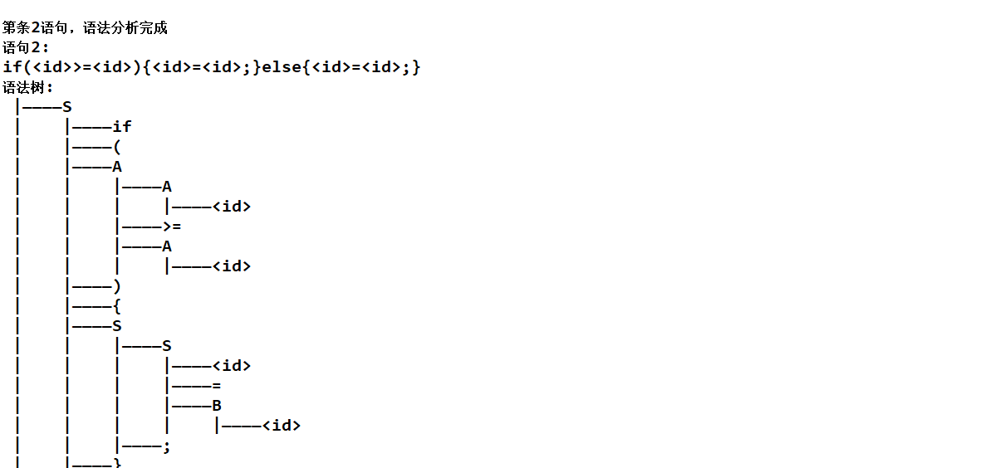 第条2语句，语法分析完成
语句2:
if(<id>>=<id>){<id>=<id>;}else{<id>=<id>;}
语法树:
|————S
|    |————if
|    |————(
|    |————A
|    |    |————A
|    |    |    |————<id>
|    |    |————>=
|    |    |————A
|    |    |    |————<id>
|    |————)
|    |————{
|    |————S
|    |    |————S
|    |    |    |————<id>
|    |    |    |————=
|    |    |    |————B
|    |    |    |    |————<id>
|    |    |————;
|    |————}